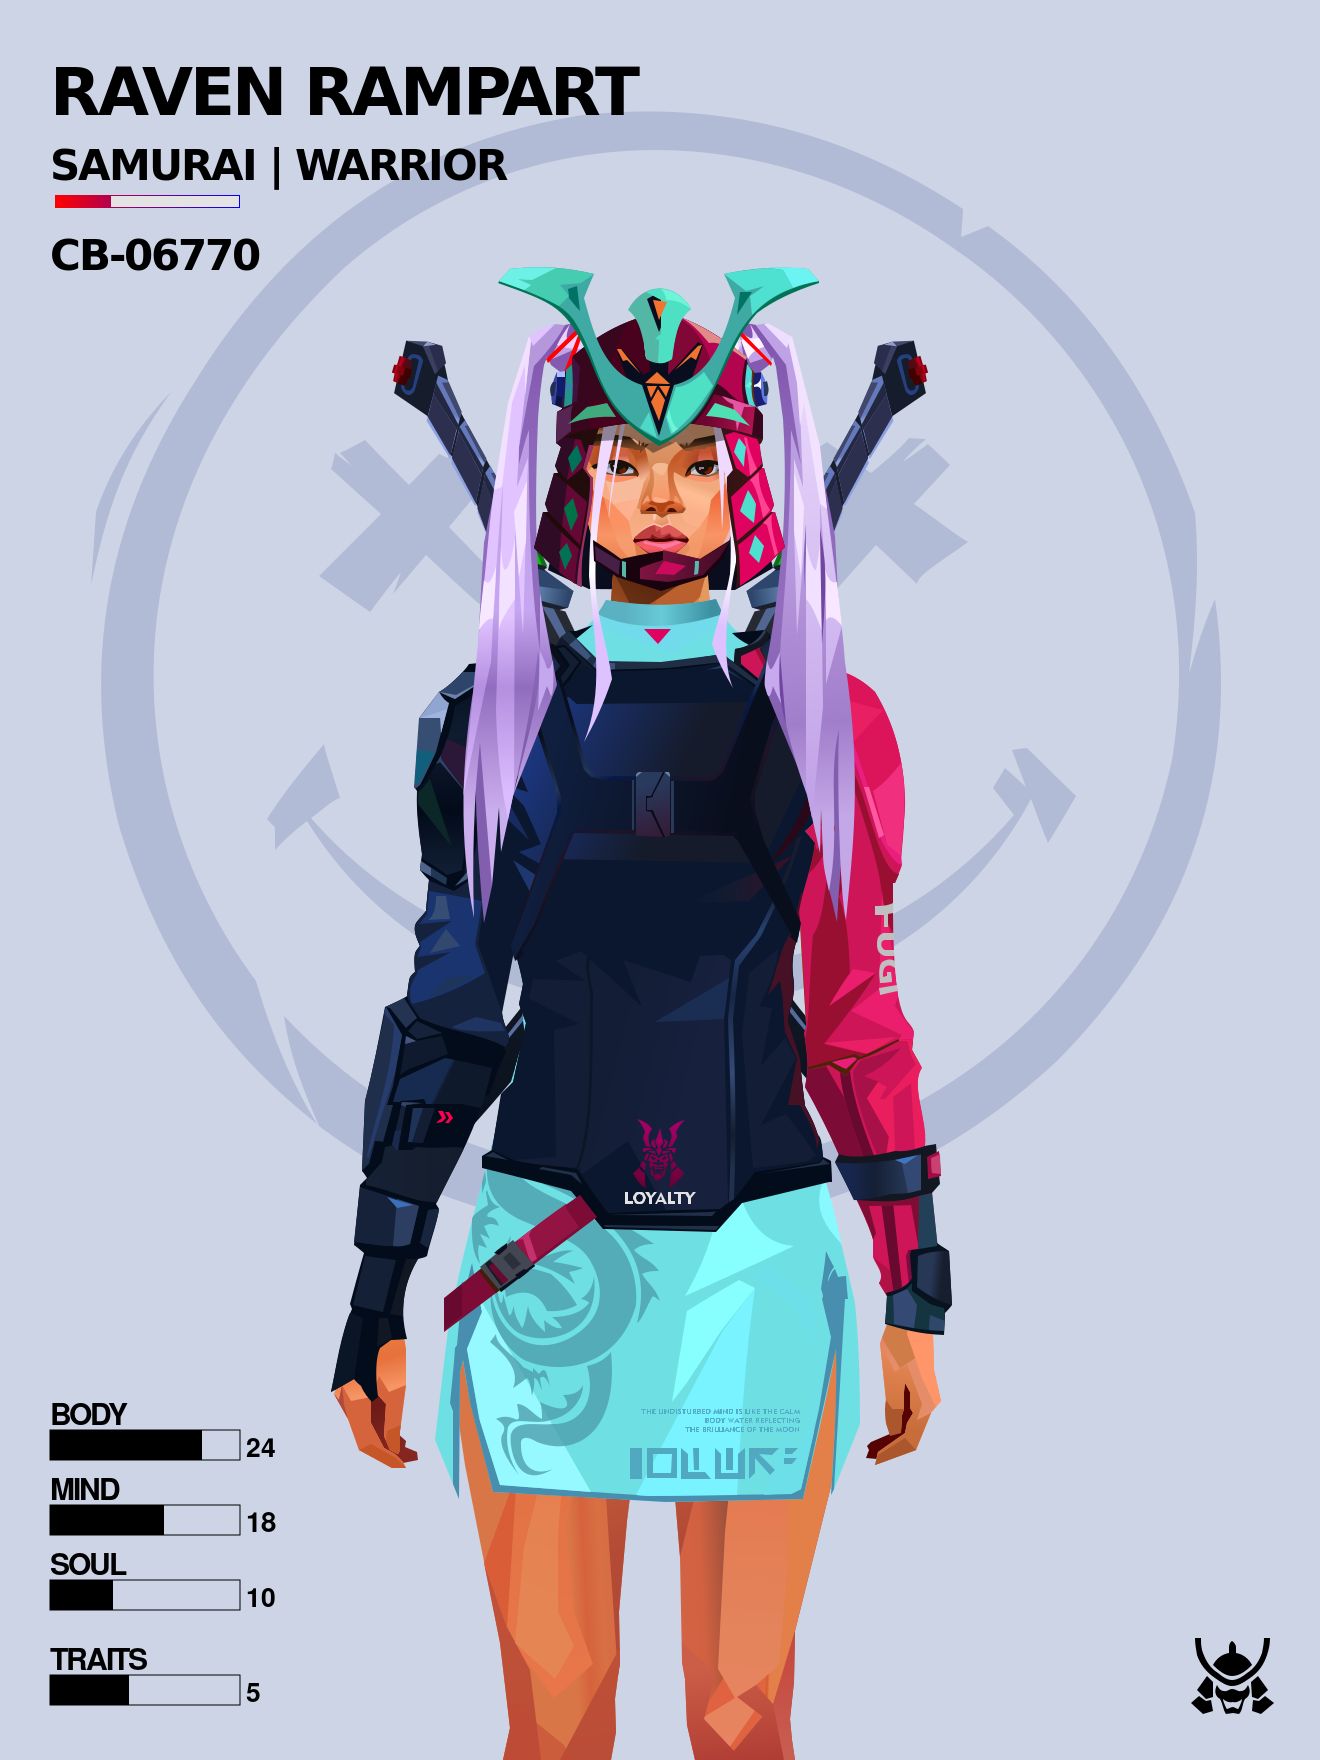 RAVEN RAMPART
SAMURAI | WARRIOR
CB-06770
FUGI
»
LOYALTY
THE UNDISTURBED MIND IS LIKE THE CALM
BODY WATER REFLECTING
THE BRILLIANCE OF THE MOON
BODY
24
MIND
18
SOUL
10
TRAITS
5